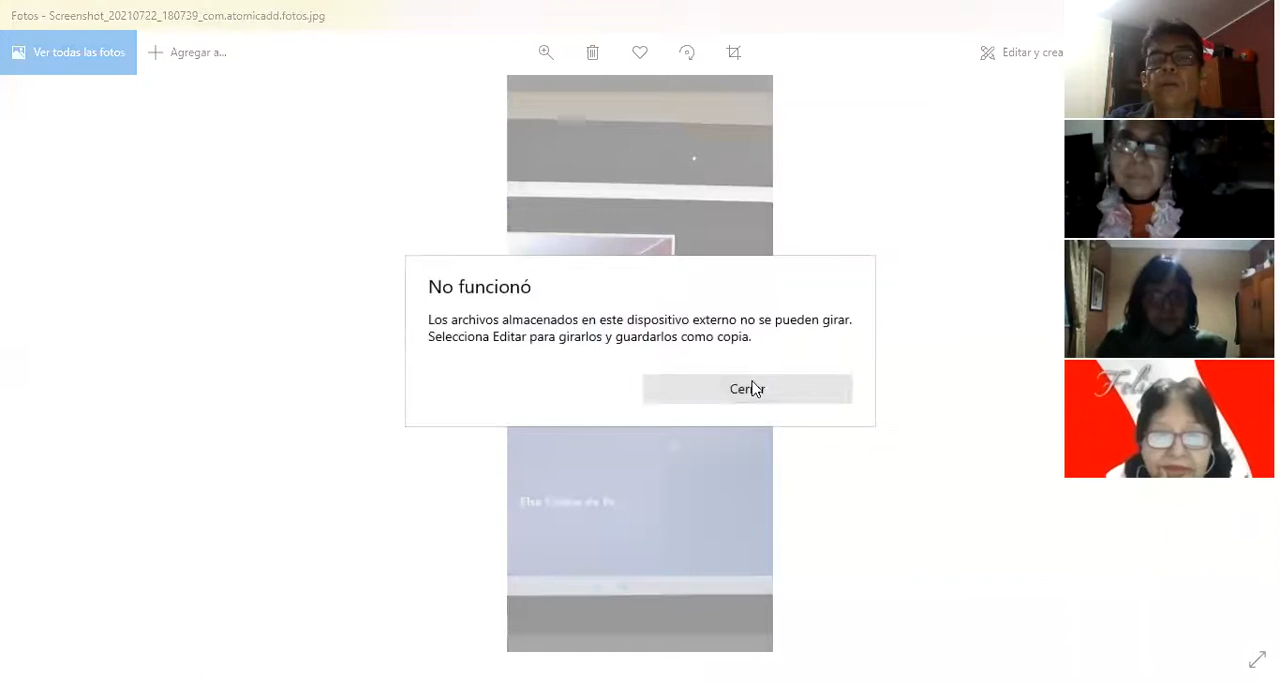 Fotos - Screenshot_20210722_180739_com.atomicadd.fotos.jpg
Ver todas las fotos
Agregar a...
Editar y crea
No funcionó
Los archivos almacenados en este dispositivo externo no se pueden girar.
Selecciona Editar para girarlos y guardarlos como copia.
Cerrar